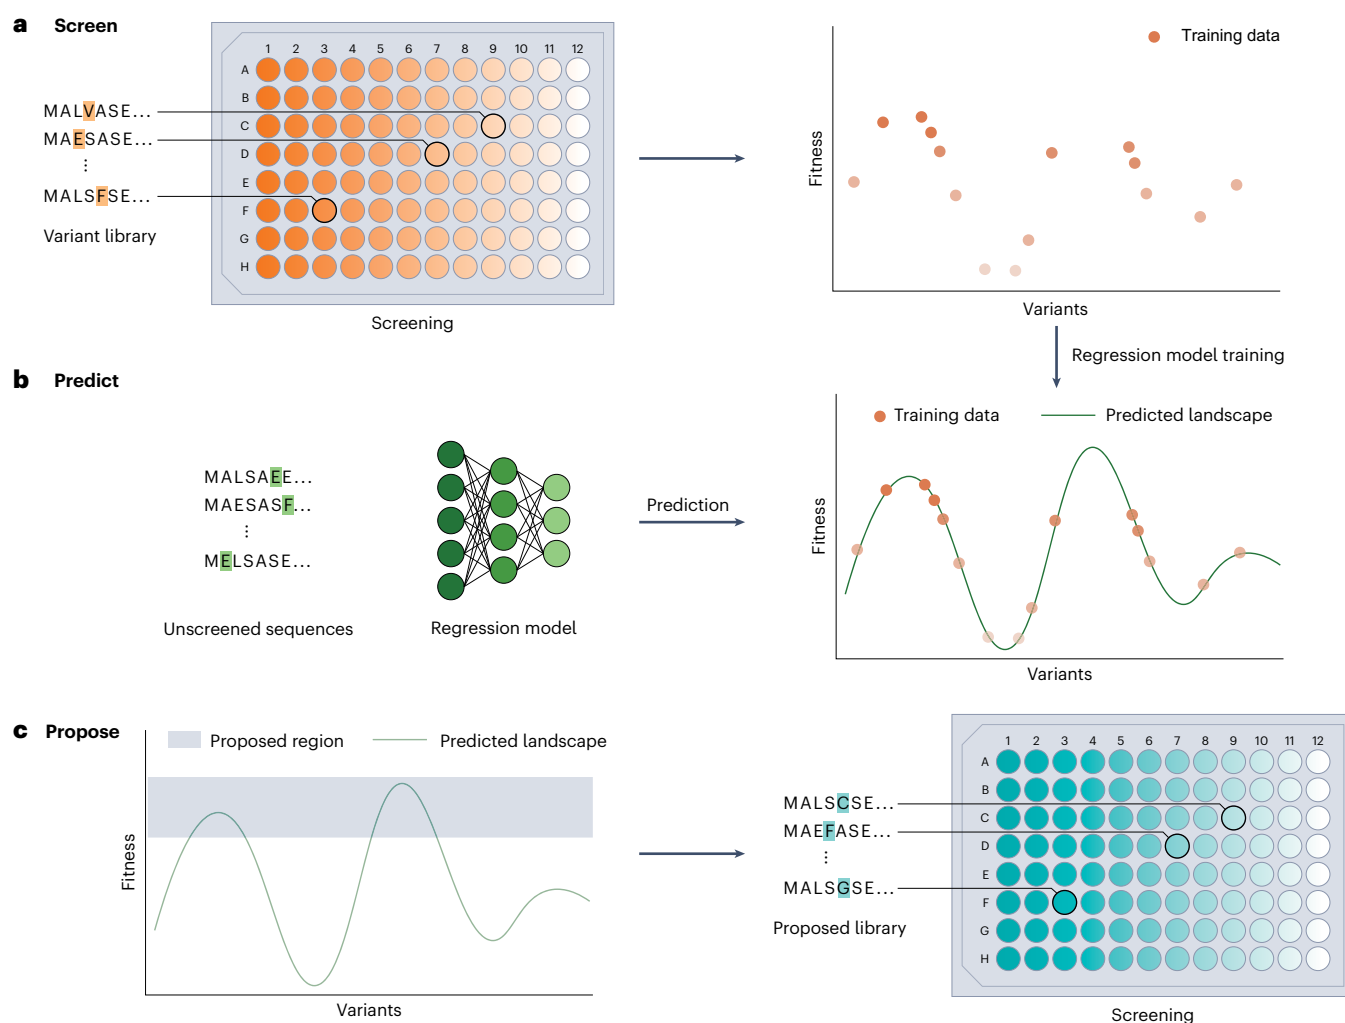 a Screen
1 2 3 4 5 6 7 8 9 10 11 12
A
B
C
D
E
F
G
H
MALVASE...
MAESASE...
⋮
MALSFSE...
Variant library
Screening
Training data
Fitness
Variants
Regression model training
b Predict
MALSAEE...
MAESASF...
⋮
MELSASE...
Unscreened sequences
Regression model
Prediction
Training data
Predicted landscape
Fitness
Variants
c Propose
Proposed region
Predicted landscape
Fitness
Variants
MALSCSE...
MAEFASE...
⋮
MALSGSE...
Proposed library
1 2 3 4 5 6 7 8 9 10 11 12
A
B
C
D
E
F
G
H
Screening